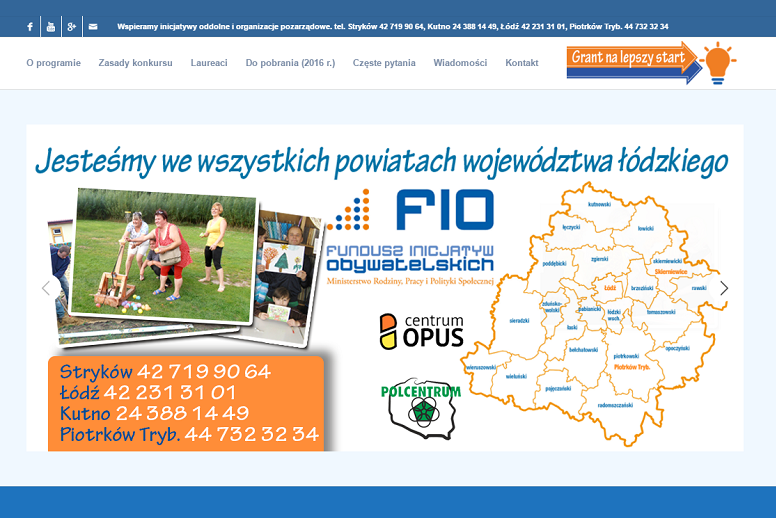 Wspieramy inicjatywy oddolne i organizacje pozarządowe. tel. Stryków 42 719 90 64, Kutno 24 388 14 49, Łódź 42 231 31 01, Piotrków Tryb. 44 732 32 34
O programie
Zasady konkursu
Laureaci
Do pobrania (2016 r.)
Częste pytania
Wiadomości
Kontakt
Grant na lepszy start
Jesteśmy we wszystkich powiatach województwa łódzkiego
FIO
FUNDUSZ INICJATYW
OBYWATELSKICH
Ministerstwo Rodziny, Pracy i Polityki Społecznej
centrum
OPUS
POLCENTRUM
Stryków 42 719 90 64
Łódź 42 231 31 01
Kutno 24 388 14 49
Piotrków Tryb. 44 732 32 34
kutnowski
łęczycki
łowicki
zgierski
poddębicki
skierniewicki
Skierniewice
Łódź
brzeziński
rawski
zduńsko-
wolski
pabianicki
łódzki
wsch.
tomaszowski
sieradzki
łaski
bełchatowski
piotrkowski
opoczyński
Piotrków Tryb.
wieruszowski
wieluński
pajęczański
radomszczański